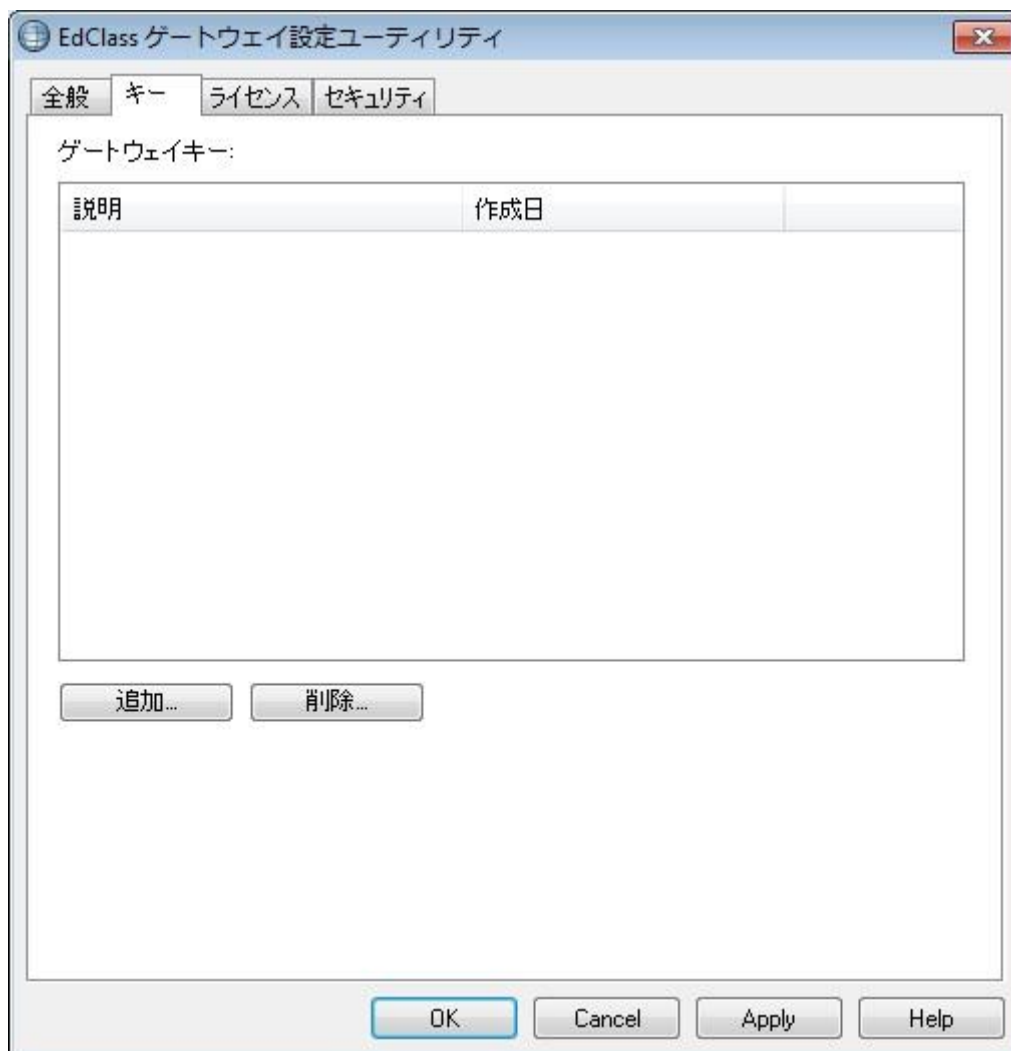 EdClass ゲートウェイ設定ユーティリティ
全般 キー ライセンス セキュリティ
ゲートウェイキー:
説明 作成日
追加... 削除...
OK Cancel Apply Help